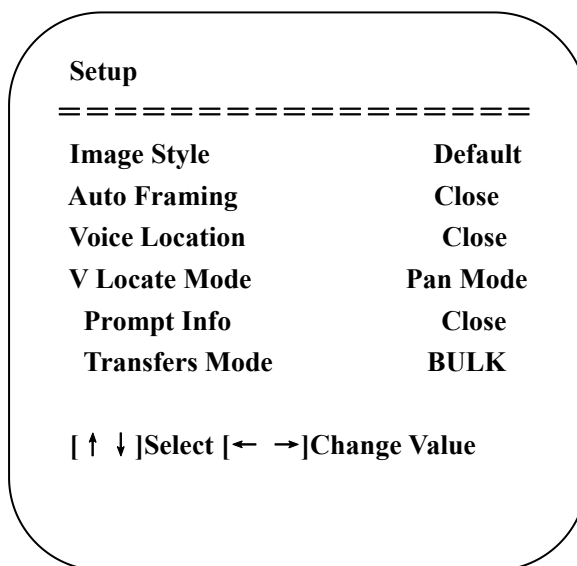 Setup
==================
Image Style Default
Auto Framing Close
Voice Location Close
V Locate Mode Pan Mode
Prompt Info Close
Transfers Mode BULK
[↑ ↓]Select [← →]Change Value